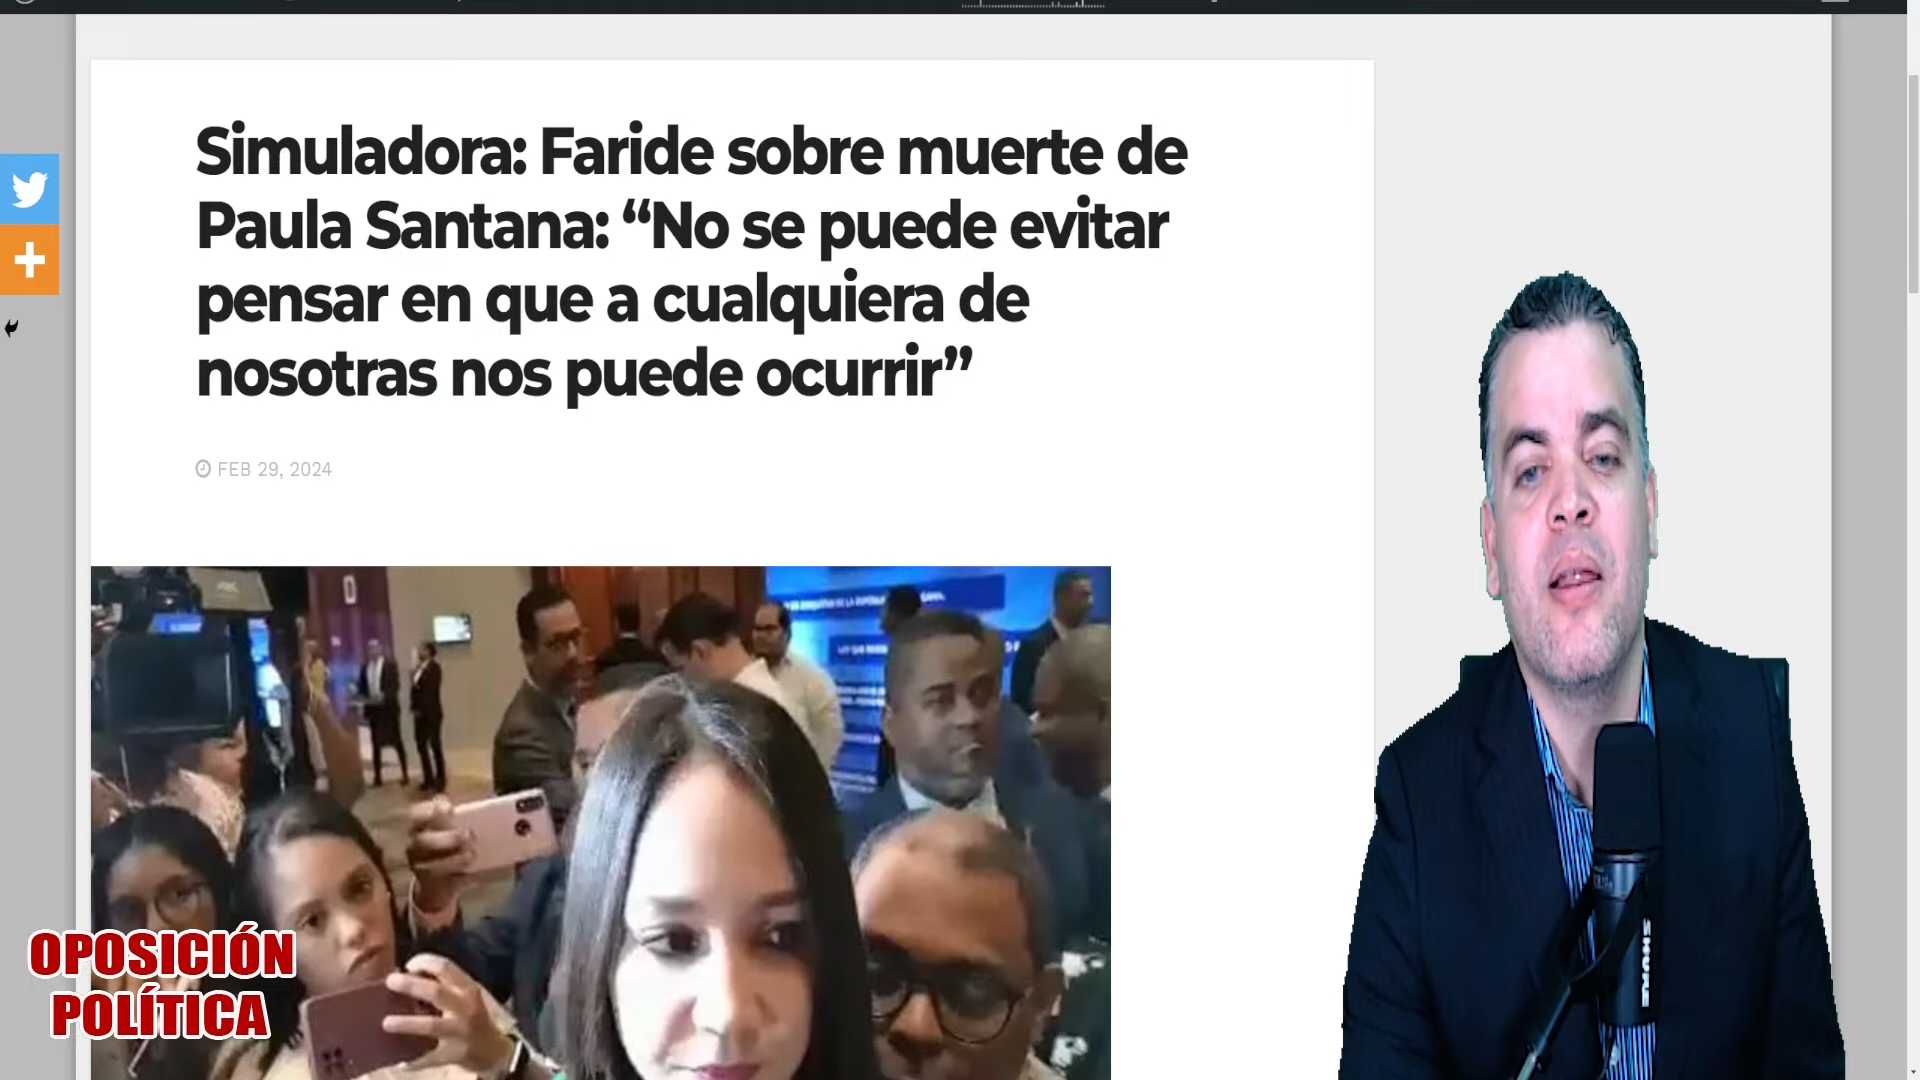 Simuladora: Faride sobre muerte de
Paula Santana: “No se puede evitar
pensar en que a cualquiera de
nosotras nos puede ocurrir”
FEB 29, 2024
OPOSICIÓN
POLÍTICA
SHURE